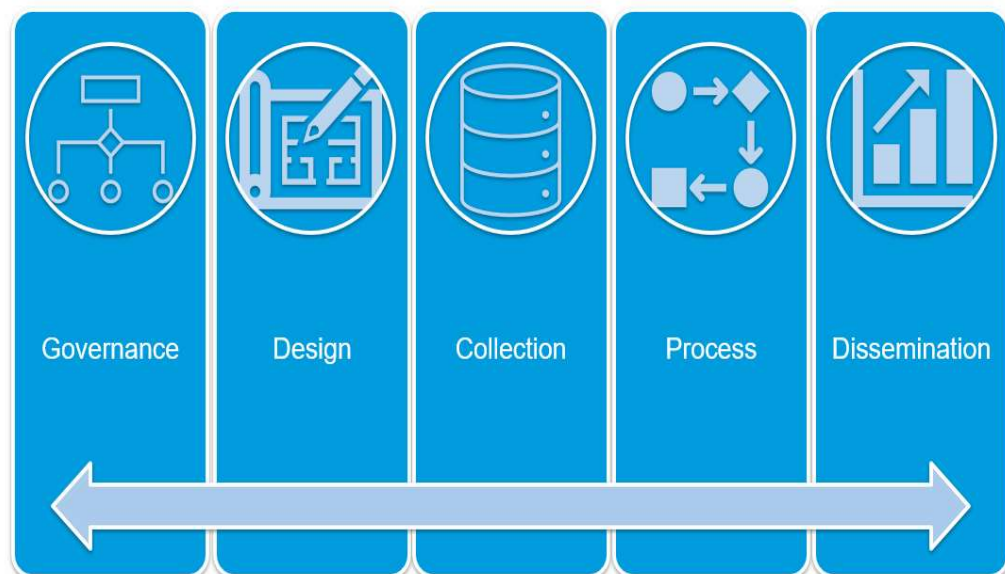 Governance
Design
Collection
Process
Dissemination